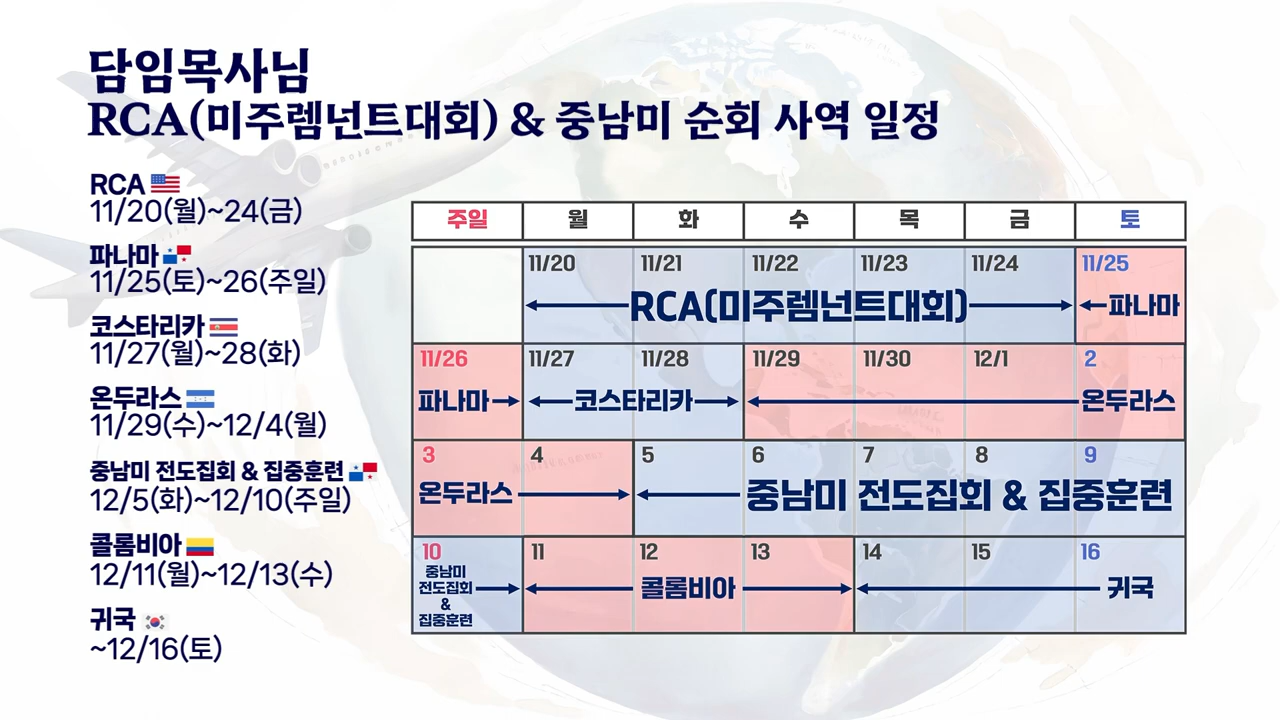 담임목사님
RCA(미주렘넌트대회) & 중남미 순회 사역 일정
RCA
11/20(월)~24(금)
파나마
11/25(토)~26(주일)
코스타리카
11/27(월)~28(화)
온두라스
11/29(수)~12/4(월)
중남미 전도집회 & 집중훈련
12/5(화)~12/10(주일)
콜롬비아
12/11(월)~12/13(수)
귀국
~12/16(토)
주일 월 화 수 목 금 토
11/20 11/21 11/22 11/23 11/24 11/25
RCA(미주렘넌트대회) 파나마
11/26 11/27 11/28 11/29 11/30 12/1 2
파나마 코스타리카 온두라스
3 4 5 6 7 8 9
온두라스 중남미 전도집회 & 집중훈련
10 11 12 13 14 15 16
중남미
전도집회
&
집중훈련
콜롬비아 귀국